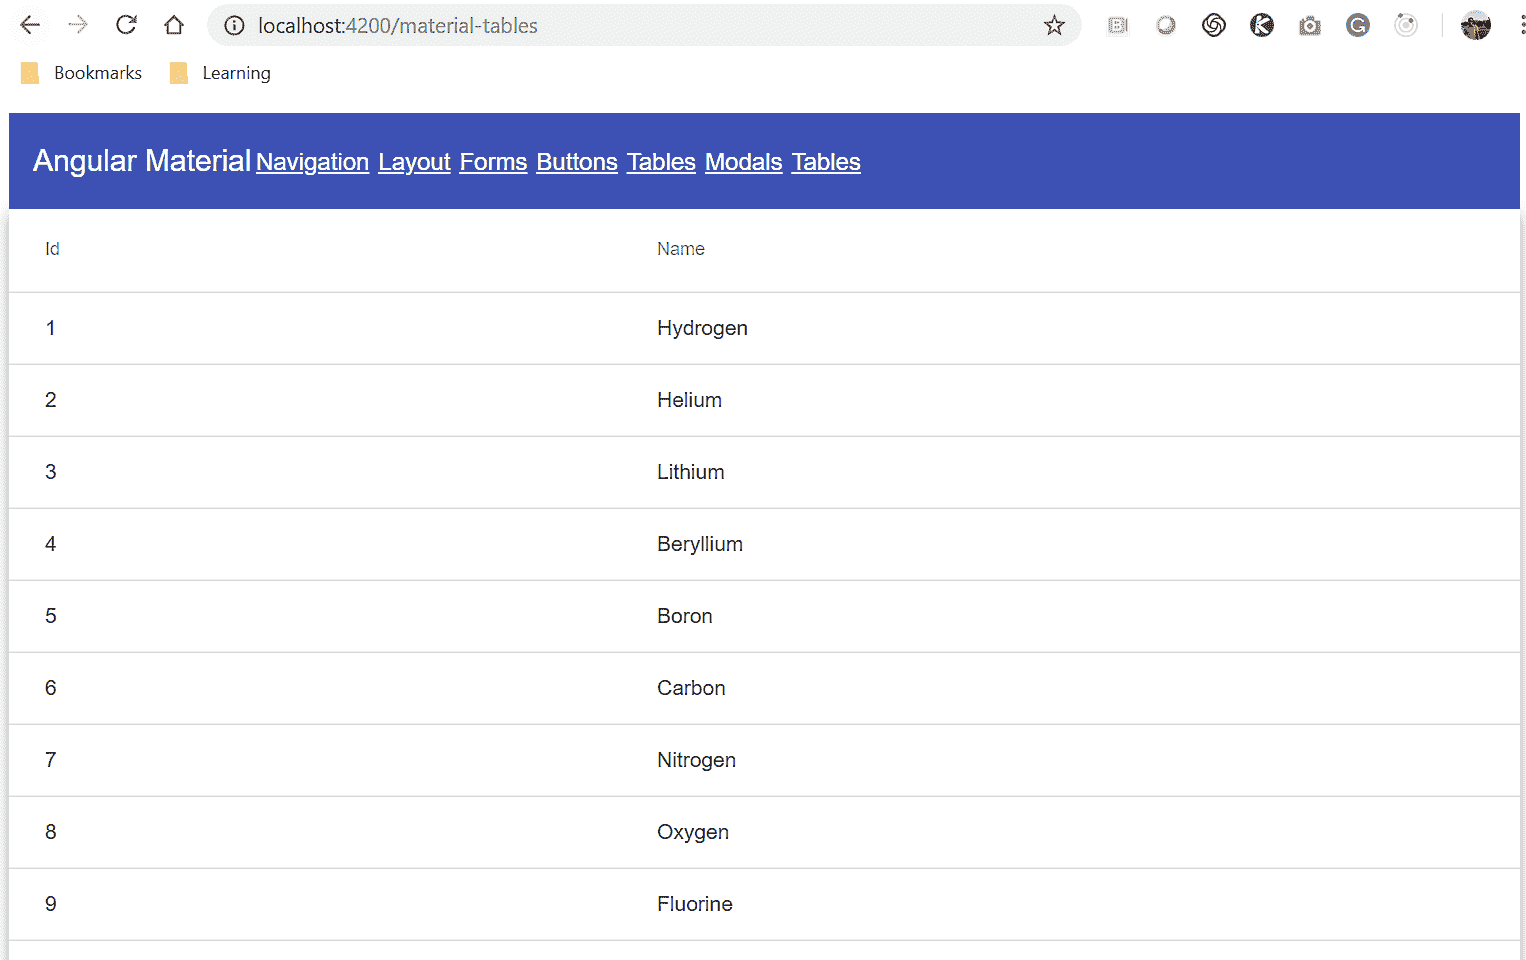 localhost:4200/material-tables
Bookmarks Learning
Angular Material Navigation Layout Forms Buttons Tables Modals Tables
Id Name
1 Hydrogen
2 Helium
3 Lithium
4 Beryllium
5 Boron
6 Carbon
7 Nitrogen
8 Oxygen
9 Fluorine